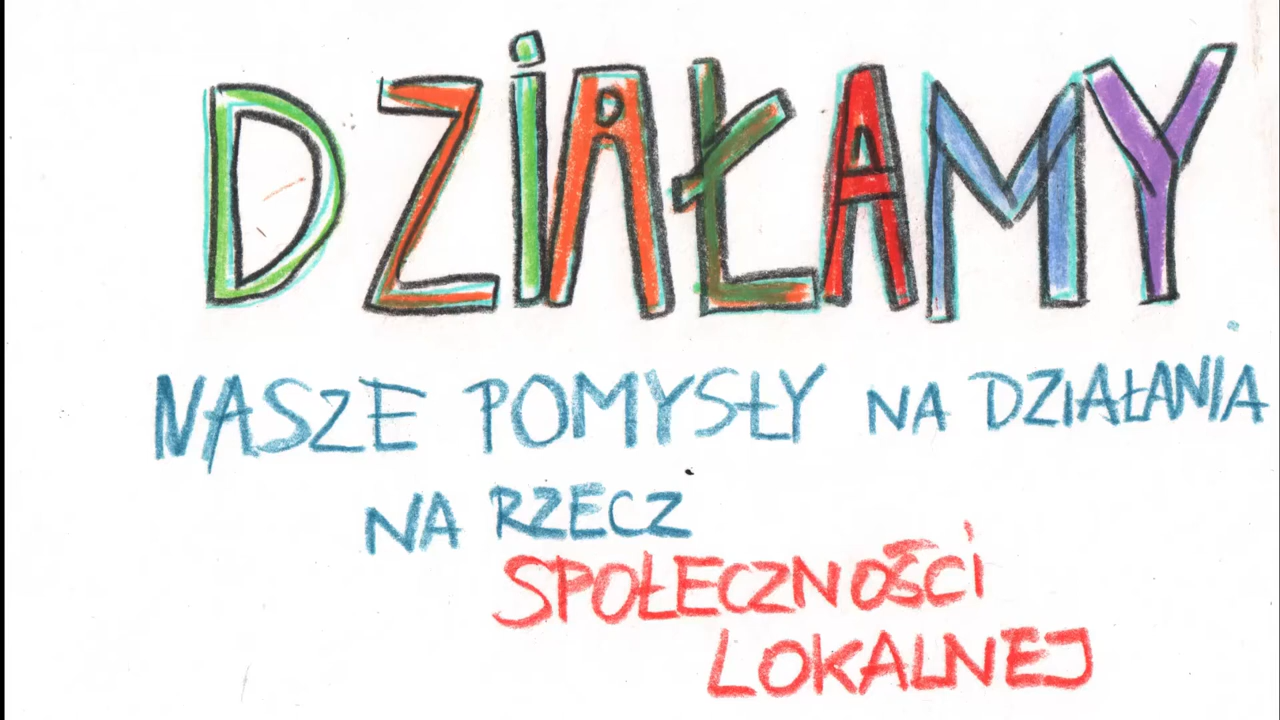 DZiAŁAMY
NASZE POMYSŁY NA DZIAŁANIA
NA RZECZ
SPOŁECZNOŚCI
LOKALNEJ